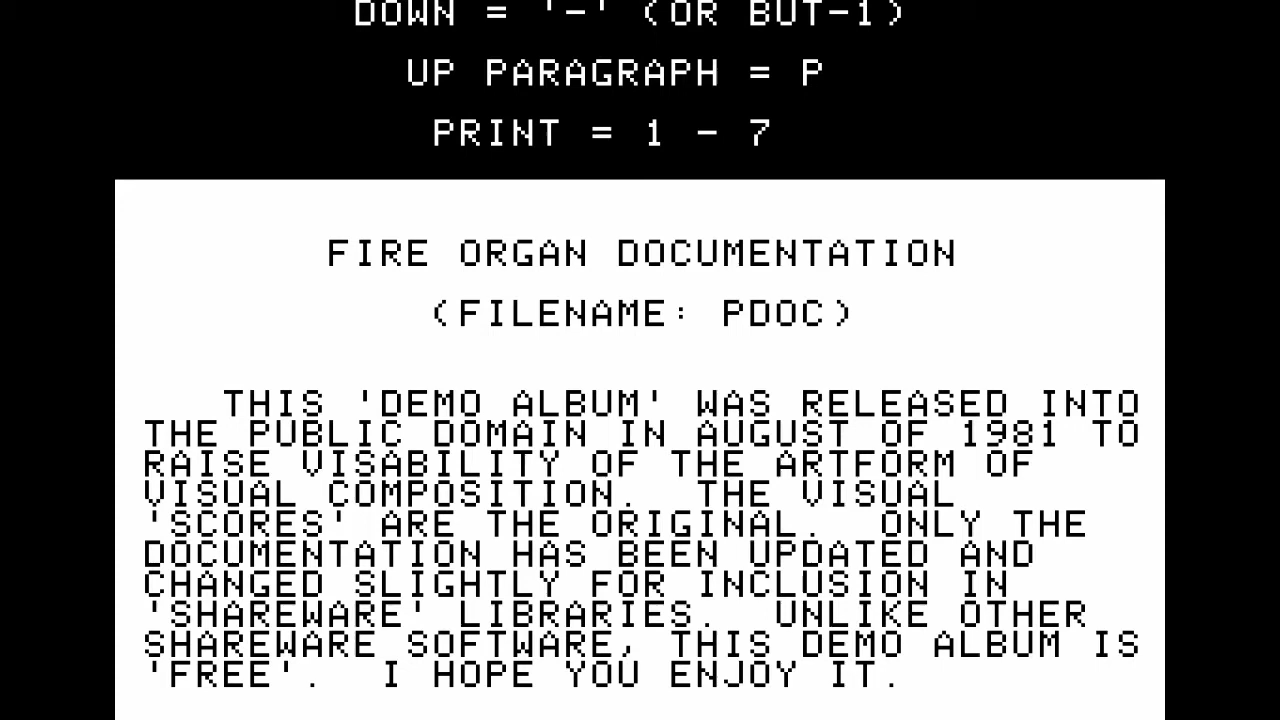 DOWN = '-' (OR BUT-1)
UP PARAGRAPH = P
PRINT = 1 - 7
FIRE ORGAN DOCUMENTATION
(FILENAME: PDOC)
THIS 'DEMO ALBUM' WAS RELEASED INTO
THE PUBLIC DOMAIN IN AUGUST OF 1981 TO
RAISE VISABILITY OF THE ARTFORM OF
VISUAL COMPOSITION.  THE VISUAL
'SCORES' ARE THE ORIGINAL.  ONLY THE
DOCUMENTATION HAS BEEN UPDATED AND
CHANGED SLIGHTLY FOR INCLUSION IN
'SHAREWARE' LIBRARIES.  UNLIKE OTHER
SHAREWARE SOFTWARE, THIS DEMO ALBUM IS
'FREE'.  I HOPE YOU ENJOY IT.